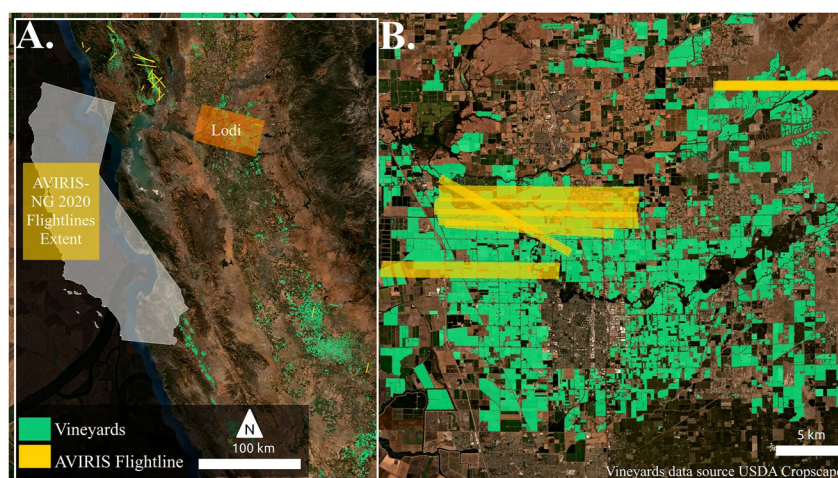 A.
B.
Lodi
AVIRIS-
NG 2020
Flightlines
Extent
Vineyards
AVIRIS Flightline
N
100 km
5 km
Vineyards data source USDA Cropscape